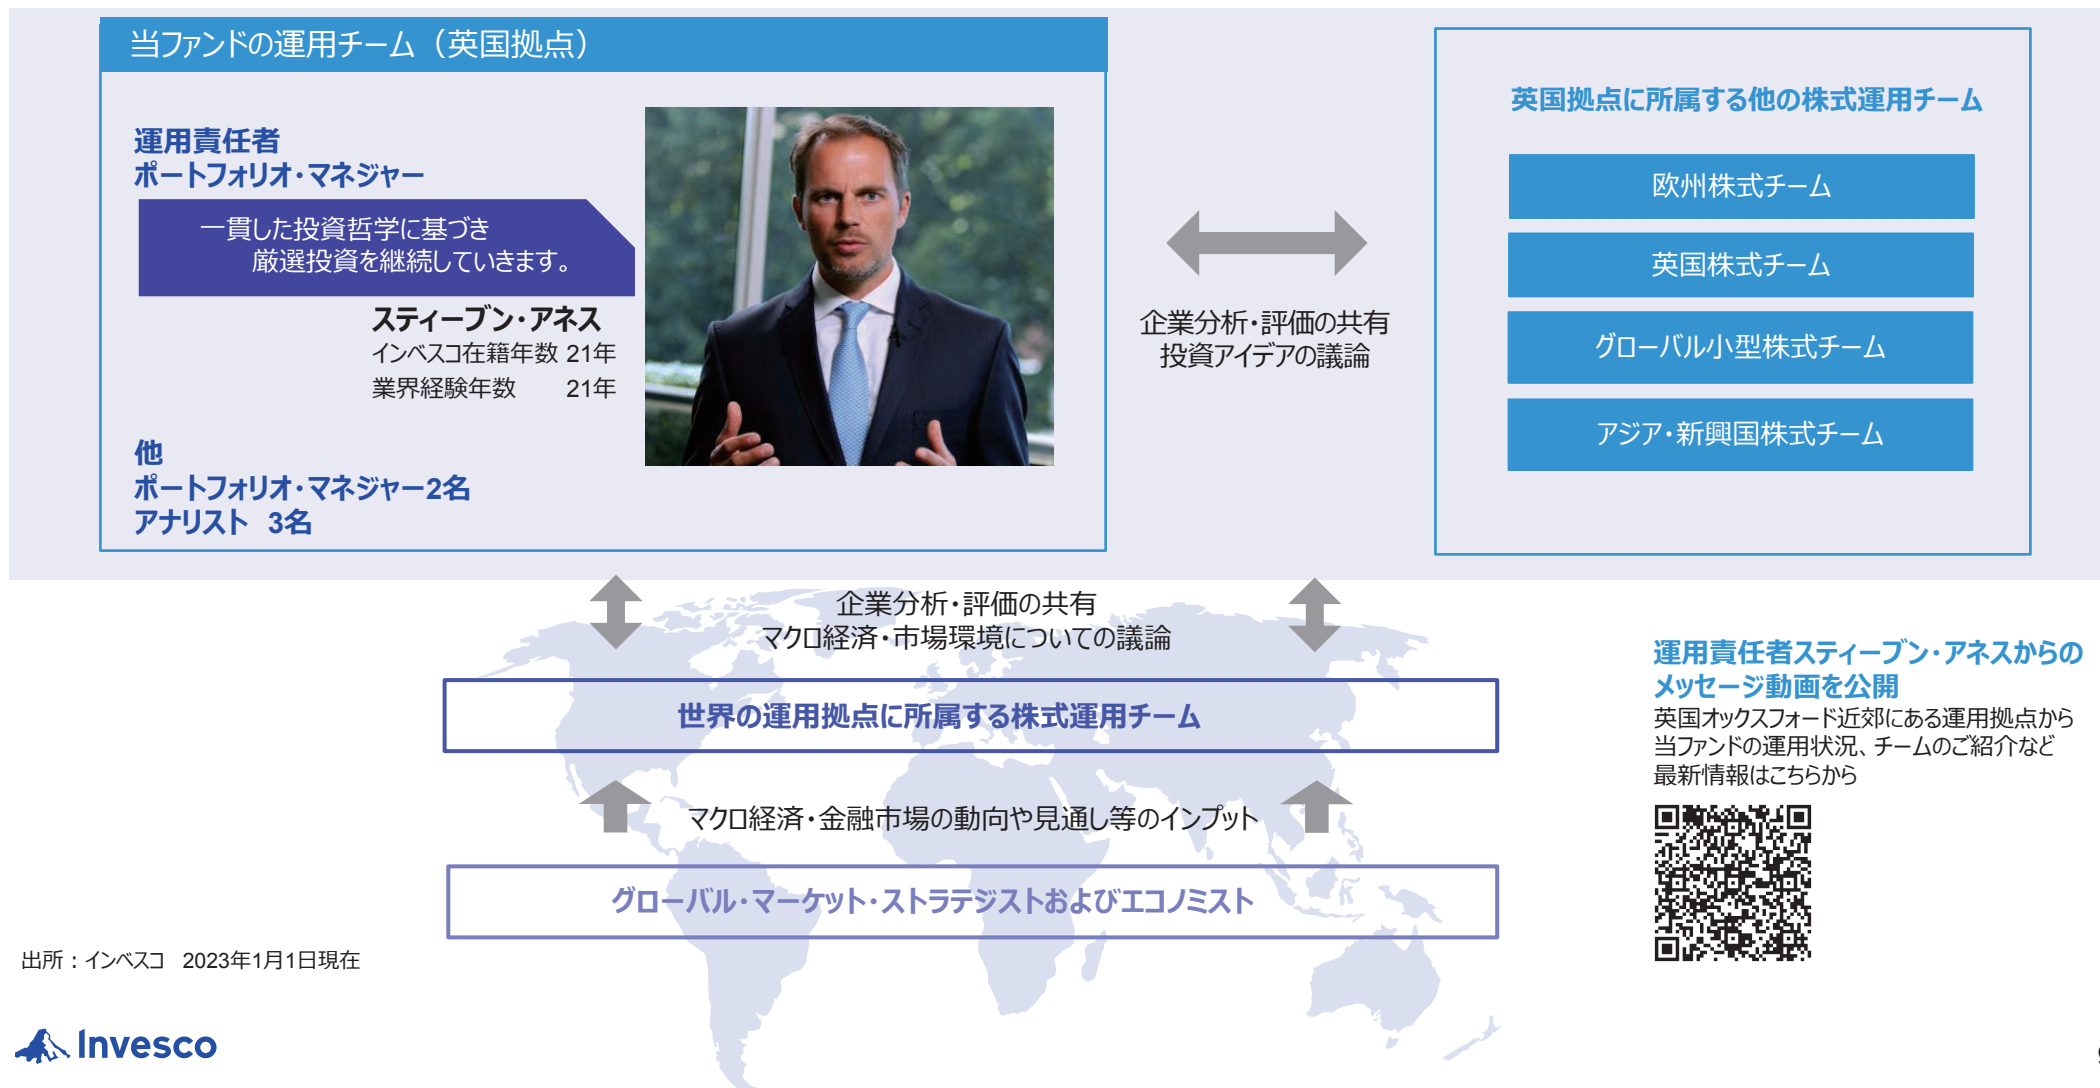 当ファンドの運用チーム（英国拠点）
運用責任者
ポートフォリオ・マネジャー
一貫した投資哲学に基づき
厳選投資を継続していきます。
スティーブン・アネス
インベスコ在籍年数 21年
業界経験年数 21年
他
ポートフォリオ・マネジャー2名
アナリスト 3名
企業分析・評価の共有
投資アイデアの議論
英国拠点に所属する他の株式運用チーム
欧州株式チーム
英国株式チーム
グローバル小型株式チーム
アジア・新興国株式チーム
企業分析・評価の共有
マクロ経済・市場環境についての議論
世界の運用拠点に所属する株式運用チーム
マクロ経済・金融市場の動向や見通し等のインプット
グローバル・マーケット・ストラテジストおよびエコノミスト
運用責任者スティーブン・アネスからの
メッセージ動画を公開
英国オックスフォード近郊にある運用拠点から
当ファンドの運用状況、チームのご紹介など
最新情報はこちらから
出所：インベスコ 2023年1月1日現在
Invesco